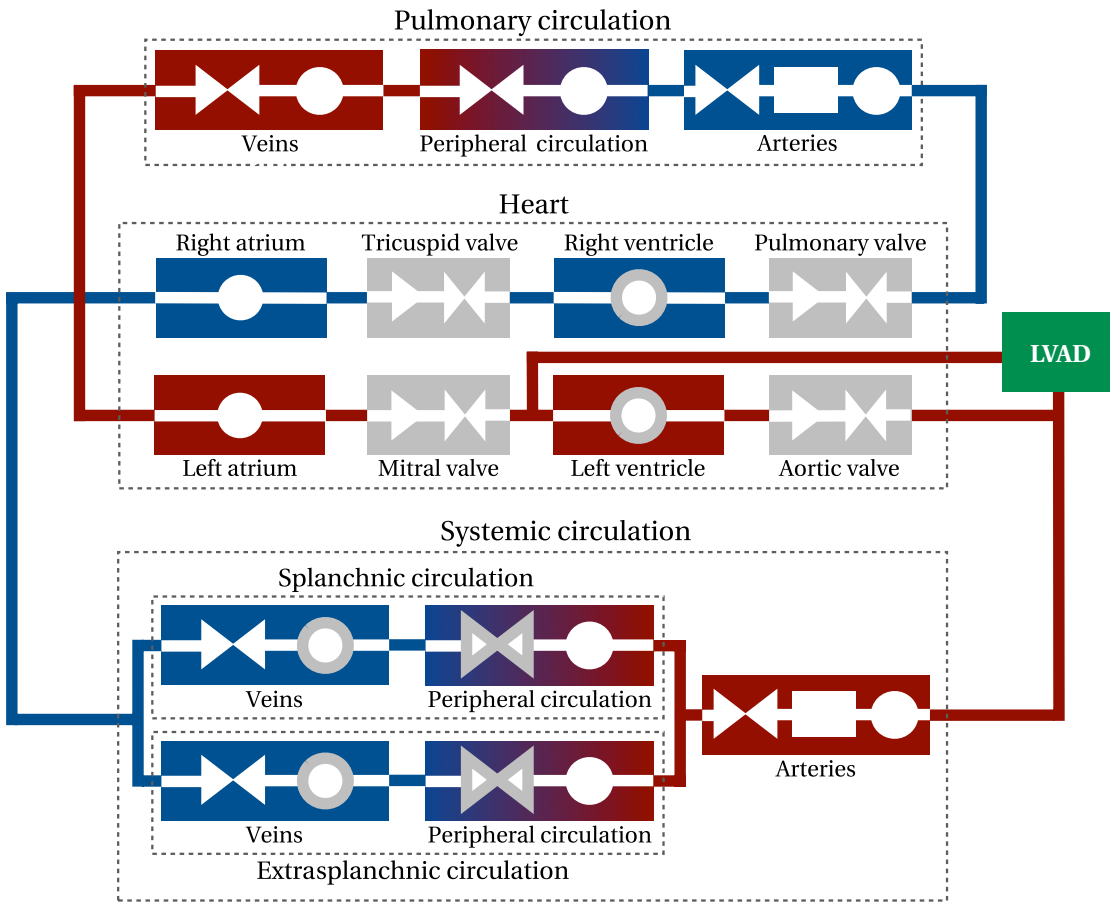 Pulmonary circulation
Veins
Peripheral circulation
Arteries
Heart
Right atrium
Tricuspid valve
Right ventricle
Pulmonary valve
LVAD
Left atrium
Mitral valve
Left ventricle
Aortic valve
Systemic circulation
Splanchnic circulation
Veins
Peripheral circulation
Arteries
Veins
Peripheral circulation
Extrasplanchnic circulation